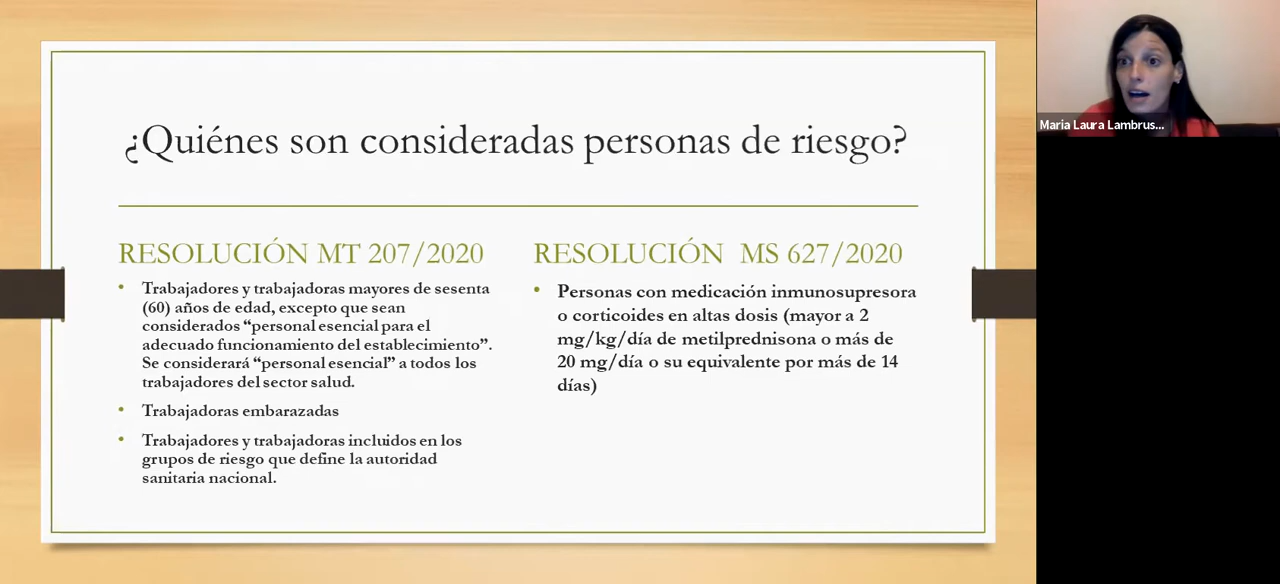 ¿Quiénes son consideradas personas de riesgo?
RESOLUCIÓN MT 207/2020
• Trabajadores y trabajadoras mayores de sesenta
(60) años de edad, excepto que sean
considerados “personal esencial para el
adecuado funcionamiento del establecimiento”.
Se considerará “personal esencial” a todos los
trabajadores del sector salud.
• Trabajadoras embarazadas
• Trabajadores y trabajadoras incluidos en los
grupos de riesgo que define la autoridad
sanitaria nacional.
RESOLUCIÓN MS 627/2020
• Personas con medicación inmunosupresora
o corticoides en altas dosis (mayor a 2
mg/kg/día de metilprednisona o más de
20 mg/día o su equivalente por más de 14
días)
Maria Laura Lambrus...